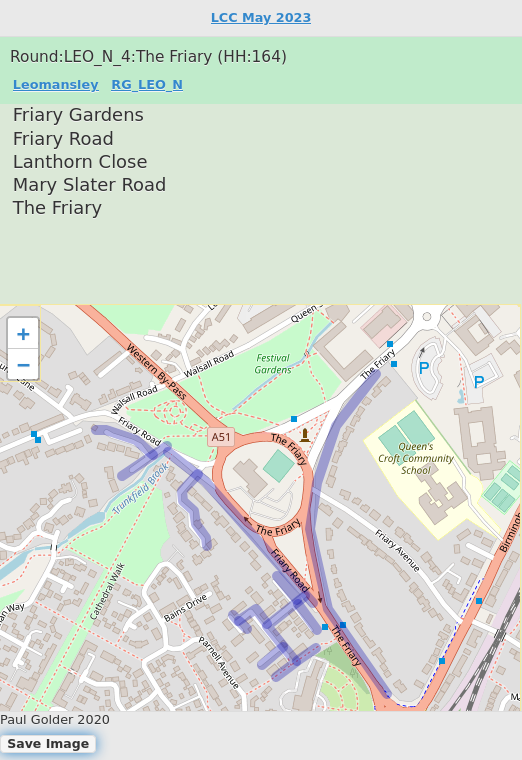 LCC May 2023
Round:LEO_N_4:The Friary (HH:164)
Leomansley RG_LEO_N
Friary Gardens
Friary Road
Lanthorn Close
Mary Slater Road
The Friary
+
−
Western By-Pass
Walsall Road
Queen S
Festival
Gardens
The Friary
P
P
Walsall Road
Friary Road
A51
The Friary
Queen's
Croft Community
School
Trunkfield Brook
The Friary
Friary Avenue
Birming
Friary Road
Cathedral Walk
Bains Drive
an Way
Parnell Avenue
The Friary
Paul Golder 2020
Save Image